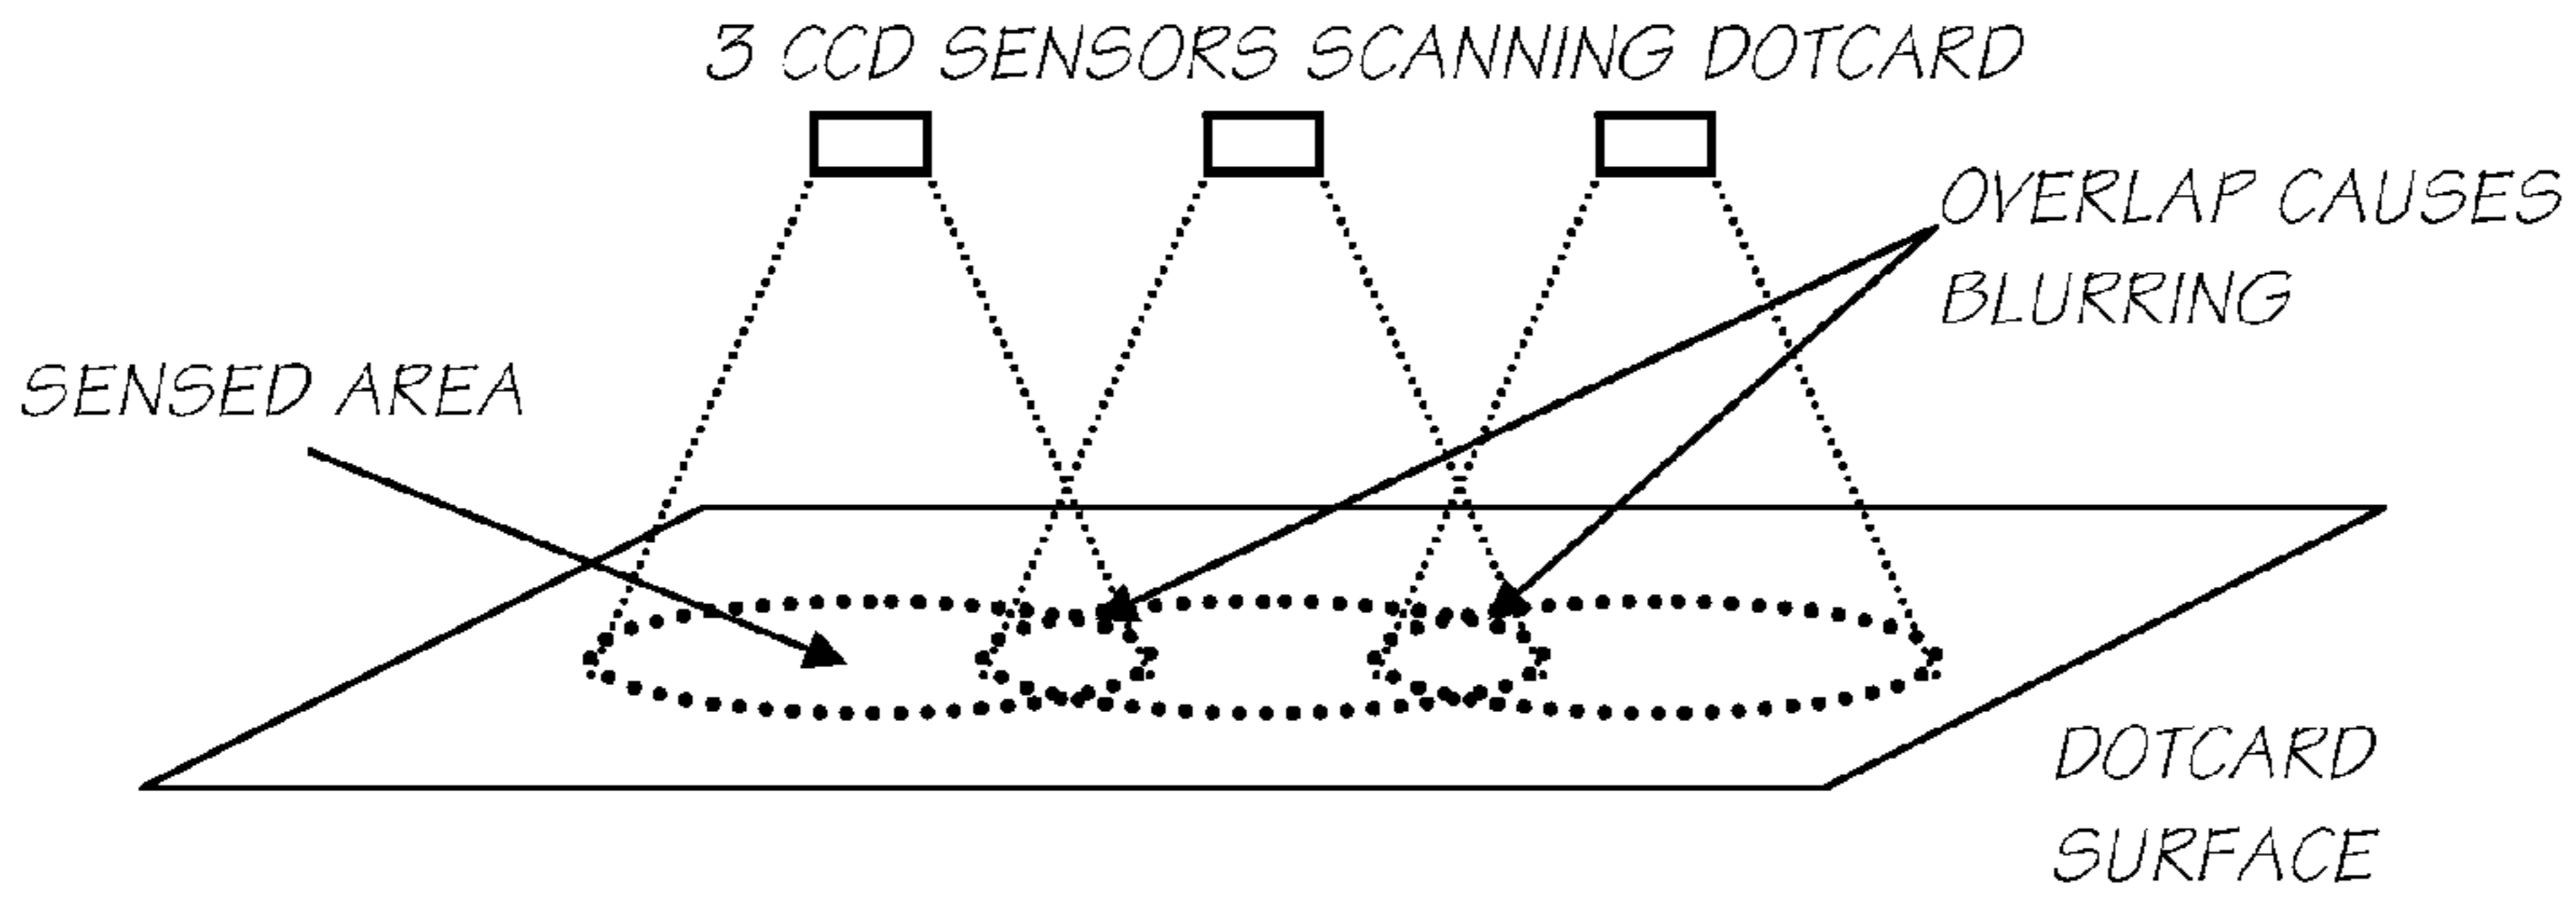 3 CCD SENSORS SCANNING DOTCARD
OVERLAP CAUSES
BLURRING
SENSED AREA
DOTCARD
SURFACE